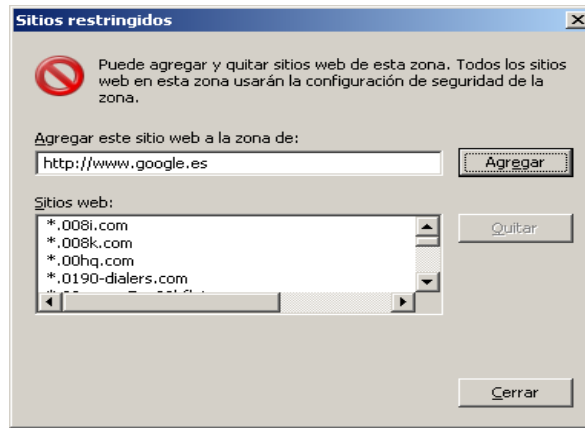 Sitios restringidos
Puede agregar y quitar sitios web de esta zona. Todos los sitios
web en esta zona usarán la configuración de seguridad de la
zona.
Agregar este sitio web a la zona de:
http://www.google.es
Agregar
Sitios web:
*.008i.com
*.008k.com
*.00hq.com
*.0190-dialers.com
Quitar
Cerrar